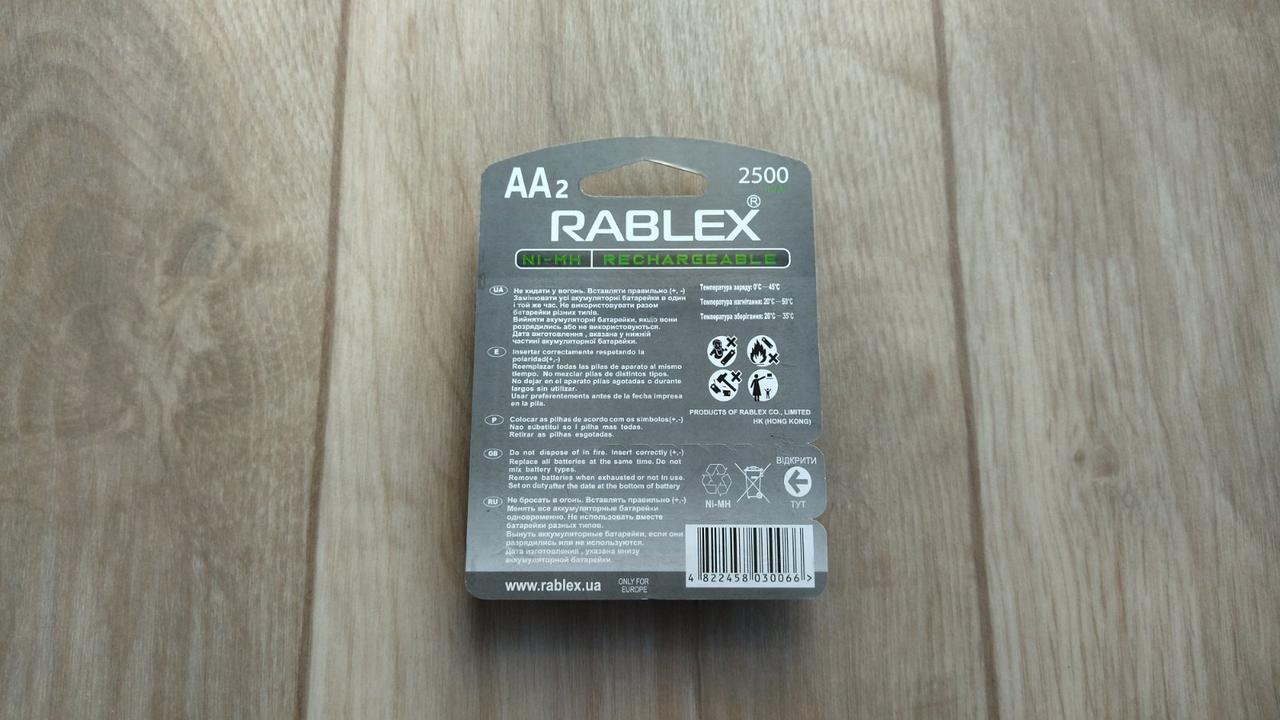 AA2
2500
RABLEX®
NI-MH | RECHARGEABLE
UA
Не кидати у вогонь. Вставляти правильно (+, -)
Замінювати усі акумуляторні батарейки в один
і той же час. Не використовувати разом
батарейки різних типів.
Вийняти акумуляторні батарейки, якщо вони
розрядились або не використовуються.
Дата виготовлення , вказана у нижній
частині акумуляторної батарейки.
E
Insertar correctamente respetando la
polaridad(+,-)
Reemplazar todas las pilas de aparato al mismo
tiempo. No mezclar pilas de distintos tipos.
No dejar en el aparato pilas agotadas o durante
largos sin utilizar.
Usar preferentements antes de la fecha impresa
en la pila.
P
Colocar as pilhas de acordo com os simbolos(+,-)
Nao substitui so I pilha mas todas.
Retirar as pilhas esgotadas.
GB
Do not dispose of in fire. Insert correctly (+,-)
Replace all batteries at the same time. Do not
mix battery types.
Remove batteries when exhausted or not in use.
Set on duty after the date at the bottom of battery
RU
Не бросать в огонь. Вставлять правильно (+,-)
Менять все аккумуляторные батарейки
одновременно. Не использовать вместе
батарейки разных типов.
Вынуть аккумуляторные батарейки, если они
разрядились или не используются.
Дата изготовления , указана внизу
аккумуляторной батарейки.
Температура заряду: 0°C — 45°C
Температура нагнітання: 20°C — 50°C
Температура зберігання: 20°C — 35°C
PRODUCTS OF RABLEX CO., LIMITED
HK (HONG KONG)
Ni-MH
ВІДКРИТИ
ТУТ
4 822458 030066 >
www.rablex.ua
ONLY FOR
EUROPE